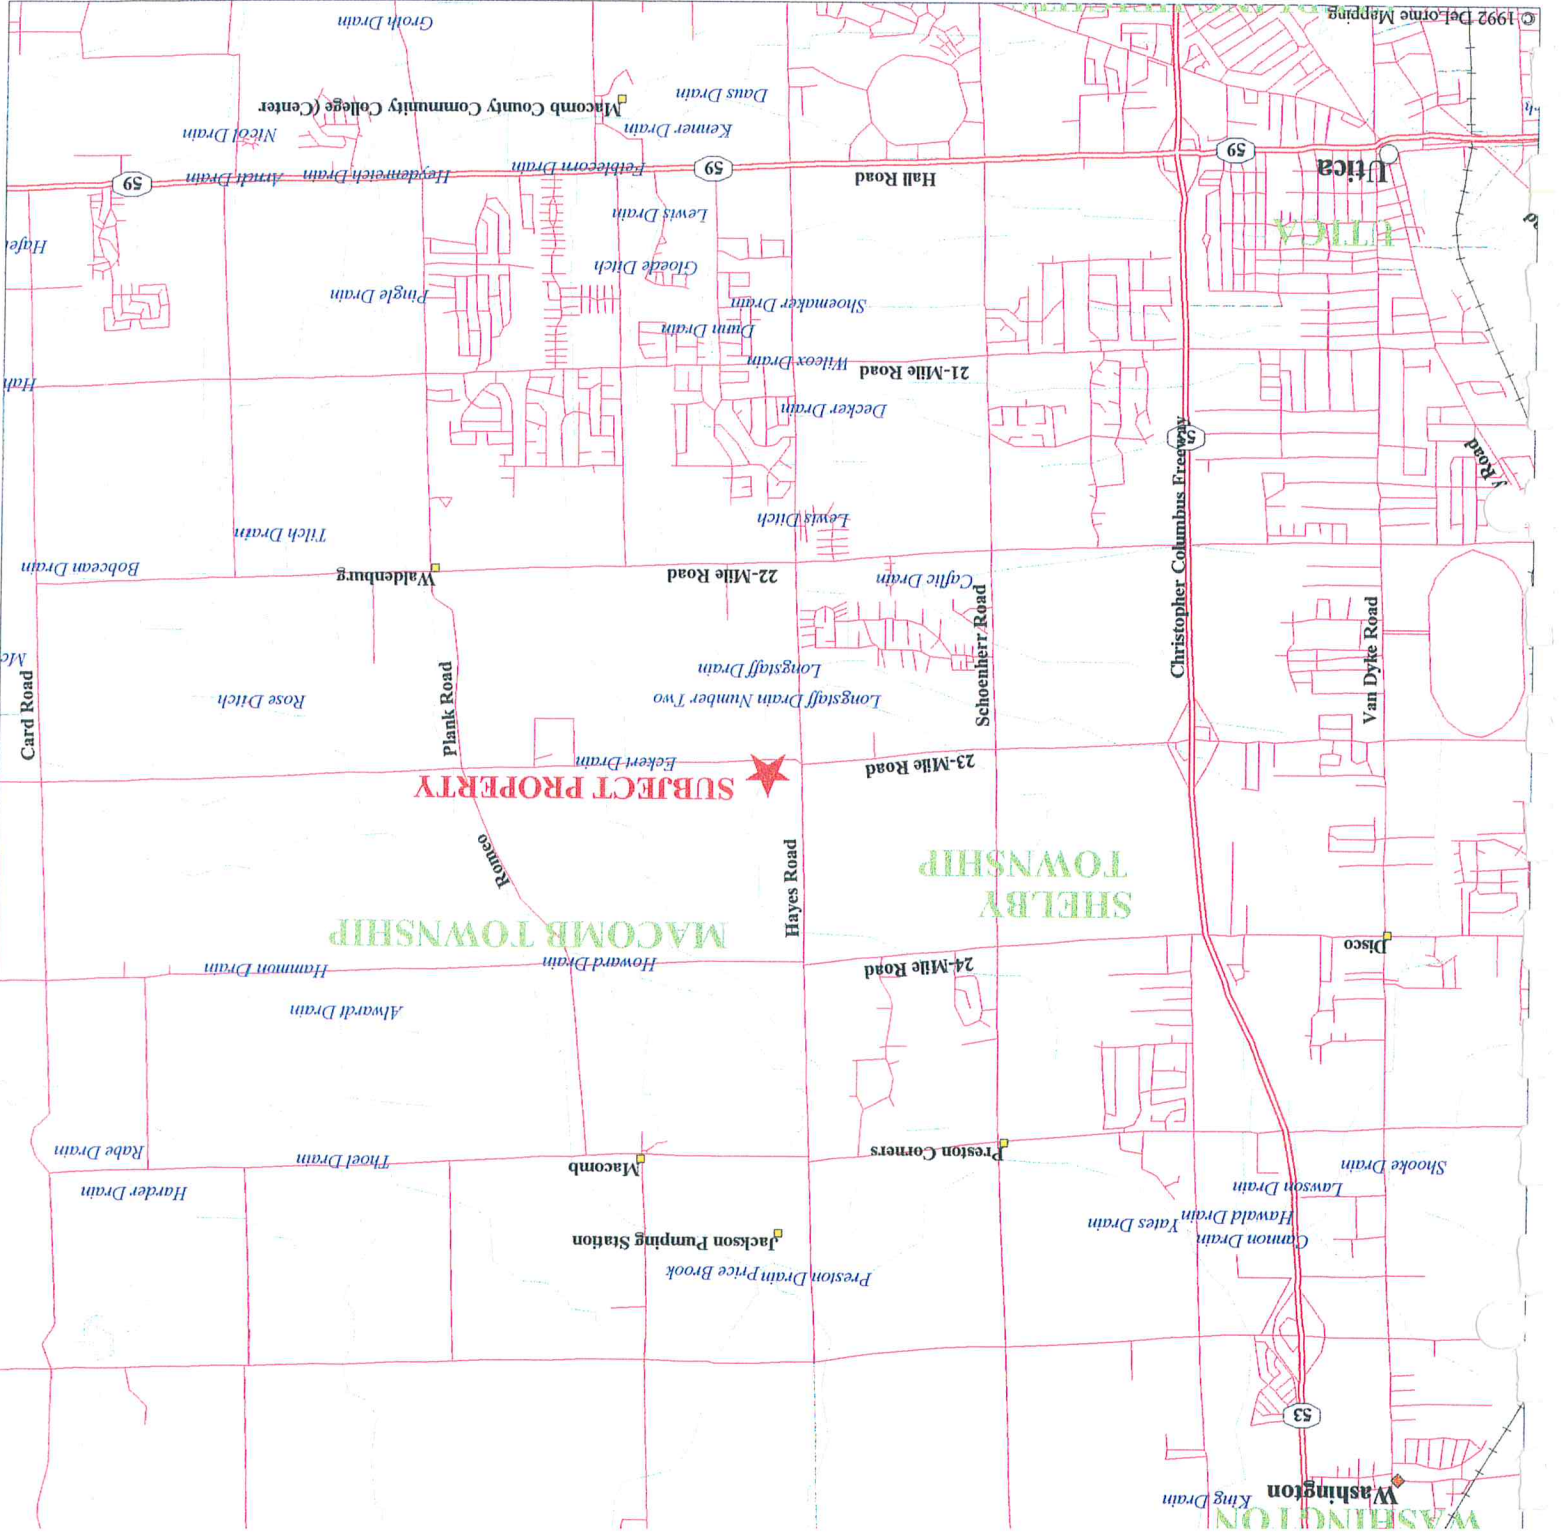 WASHINGTON
Washington
King Drain
53
Preston Drain
Price Brook
Jackson Pumping Station
Cannon Drain
Hawald Drain
Yates Drain
Lawson Drain
Shooke Drain
Harder Drain
Macomb
Thoel Drain
Rabe Drain
Preston Corners
Alwardt Drain
Hammon Drain
Howard Drain
24-Mile Road
Disco
MACOMB TOWNSHIP
SHELBY
TOWNSHIP
Hayes Road
Romeo
SUBJECT PROPERTY
Eckert Drain
23-Mile Road
Card Road
Plank Road
Rose Ditch
Longstaff Drain Number Two
Longstaff Drain
Schoenherr Road
Christopher Columbus Freeway
Van Dyke Road
Mc
Bobcean Drain
Waldenburg
22-Mile Road
Caflic Drain
Tilch Drain
Lewis Ditch
y Road
53
Decker Drain
Hah
21-Mile Road
Wilcox Drain
Dunn Drain
Shoemaker Drain
Pingle Drain
Gloede Ditch
Hafer
UTICA
Lewis Drain
Utica
59
Arndt Drain
Heydenreich Drain
Feiblecorn Drain
59
Hall Road
59
Nicol Drain
Kenner Drain
Macomb County Community College (Center
Daus Drain
Groth Drain
© 1992 DeLorme Mapping